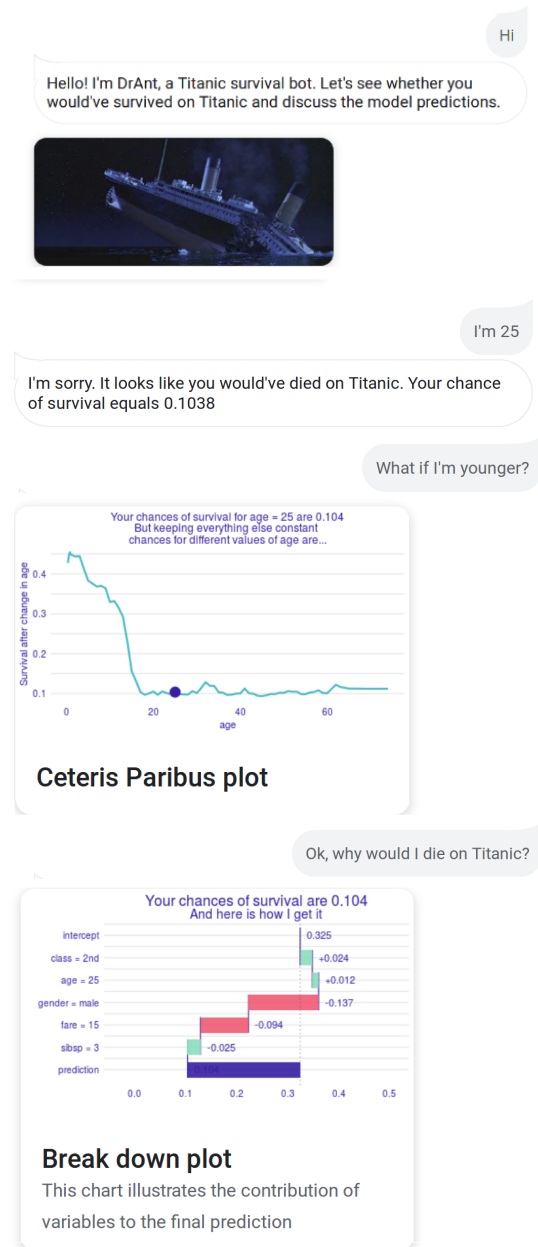 Hi
Hello! I'm DrAnt, a Titanic survival bot. Let's see whether you
would've survived on Titanic and discuss the model predictions.
I'm 25
I'm sorry. It looks like you would've died on Titanic. Your chance
of survival equals 0.1038
What if I'm younger?
Your chances of survival for age = 25 are 0.104
But keeping everything else constant
chances for different values of age are...
Survival after change in age
0.4
0.3
0.2
0.1
0 20 40 60
age
Ceteris Paribus plot
Ok, why would I die on Titanic?
Your chances of survival are 0.104
And here is how I get it
intercept 0.325
class = 2nd +0.024
age = 25 +0.012
gender = male -0.137
fare = 15 -0.094
sibsp = 3 -0.025
prediction 0.104
0.0 0.1 0.2 0.3 0.4 0.5
Break down plot
This chart illustrates the contribution of
variables to the final prediction